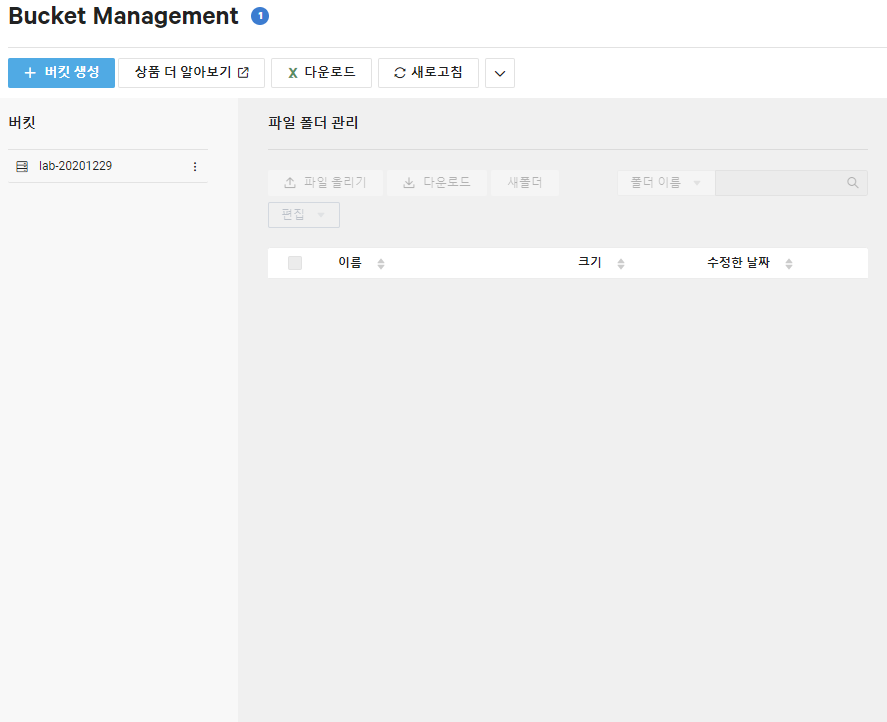 Bucket Management 1
버킷 생성 상품 더 알아보기 X 다운로드 새로고침
버킷
lab-20201229
파일 폴더 관리
파일 올리기 다운로드 새폴더 폴더 이름
편집
이름 크기 수정한 날짜